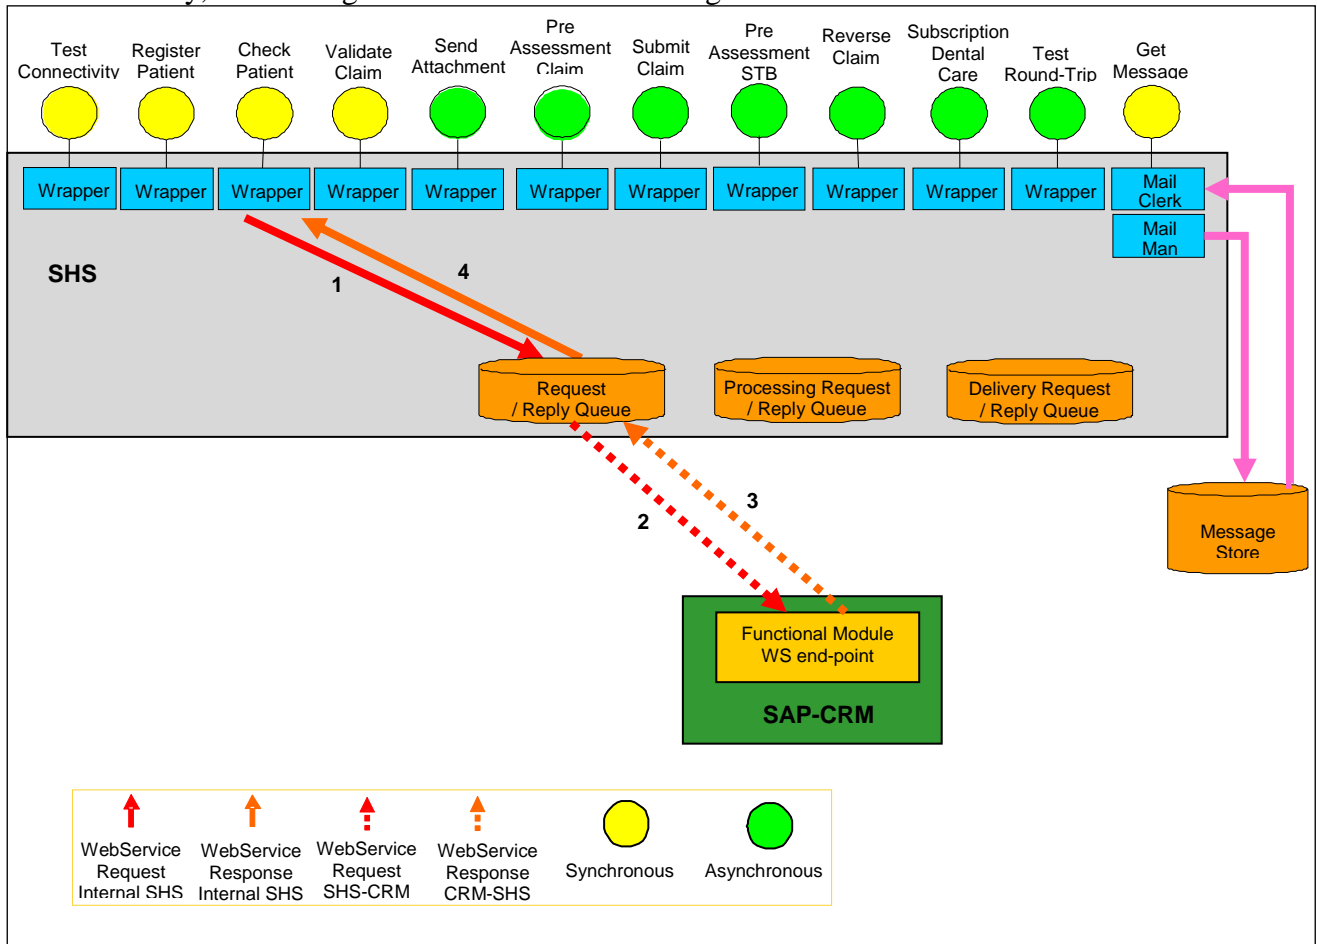 Test
Connectivity
Register
Patient
Check
Patient
Validate
Claim
Send
Attachment
Pre
Assessment
Claim
Submit
Claim
Pre
Assessment
STB
Reverse
Claim
Subscription
Dental
Care
Test
Round-Trip
Get
Message
Wrapper
Wrapper
Wrapper
Wrapper
Wrapper
Wrapper
Wrapper
Wrapper
Wrapper
Wrapper
Wrapper
Mail
Clerk
Mail
Man
SHS
1
4
Request
/ Reply Queue
Processing Request
/ Reply Queue
Delivery Request
/ Reply Queue
2
3
Message
Store
Functional Module
WS end-point
SAP-CRM
WebService
Request
Internal SHS
WebService
Response
Internal SHS
WebService
Request
SHS-CRM
WebService
Response
CRM-SHS
Synchronous
Asynchronous